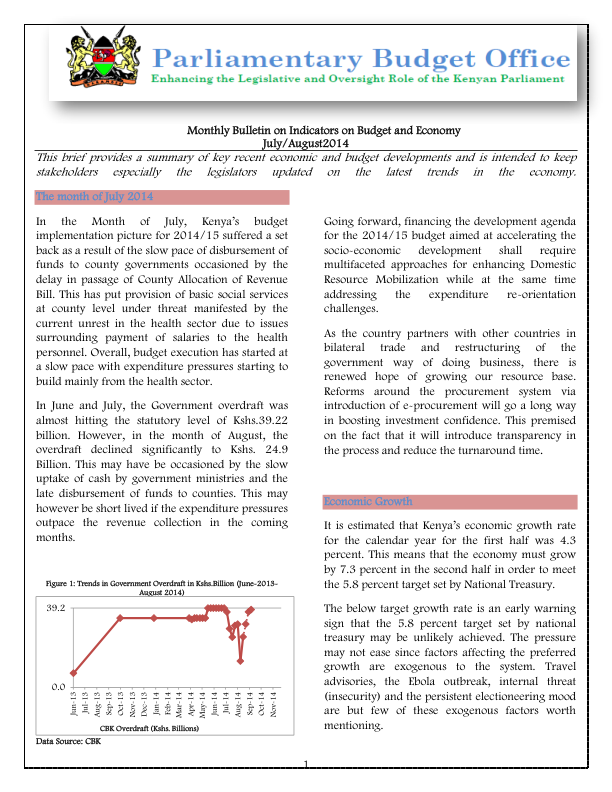 Parliamentary Budget Office
Enhancing the Legislative and Oversight Role of the Kenyan Parliament
Monthly Bulletin on Indicators on Budget and Economy
July/August2014
This brief provides a summary of key recent economic and budget developments and is intended to keep
stakeholders especially the legislators updated on the latest trends in the economy.
The month of July 2014
In the Month of July, Kenya's budget
implementation picture for 2014/15 suffered a set
back as a result of the slow pace of disbursement of
funds to county governments occasioned by the
delay in passage of County Allocation of Revenue
Bill. This has put provision of basic social services
at county level under threat manifested by the
current unrest in the health sector due to issues
surrounding payment of salaries to the health
personnel. Overall, budget execution has started at
a slow pace with expenditure pressures starting to
build mainly from the health sector.
In June and July, the Government overdraft was
almost hitting the statutory level of Kshs.39.22
billion. However, in the month of August, the
overdraft declined significantly to Kshs. 24.9
Billion. This may have be occasioned by the slow
uptake of cash by government ministries and the
late disbursement of funds to counties. This may
however be short lived if the expenditure pressures
outpace the revenue collection in the coming
months.
Figure 1: Trends in Government Overdraft in Kshs.Billion (June-2013-
August 2014)
39.2
0.0
Jun-13
Jul-13
Aug-13
Sep-13
Oct-13
Nov-13
Dec-13
Jan-14
Feb-14
Mar-14
Apr-14
May-14
Jun-14
Jul-14
Aug-14
Sep-14
Oct-14
Nov-14
CBK Overdraft (Kshs. Billions)
Data Source: CBK
Going forward, financing the development agenda
for the 2014/15 budget aimed at accelerating the
socio-economic development shall require
multifaceted approaches for enhancing Domestic
Resource Mobilization while at the same time
addressing the expenditure re-orientation
challenges.
As the country partners with other countries in
bilateral trade and restructuring of the
government way of doing business, there is
renewed hope of growing our resource base.
Reforms around the procurement system via
introduction of e-procurement will go a long way
in boosting investment confidence. This premised
on the fact that it will introduce transparency in
the process and reduce the turnaround time.
Economic Growth
It is estimated that Kenya's economic growth rate
for the calendar year for the first half was 4.3
percent. This means that the economy must grow
by 7.3 percent in the second half in order to meet
the 5.8 percent target set by National Treasury.
The below target growth rate is an early warning
sign that the 5.8 percent target set by national
treasury may be unlikely achieved. The pressure
may not ease since factors affecting the preferred
growth are exogenous to the system. Travel
advisories, the Ebola outbreak, internal threat
(insecurity) and the persistent electioneering mood
are but few of these exogenous factors worth
mentioning.
1